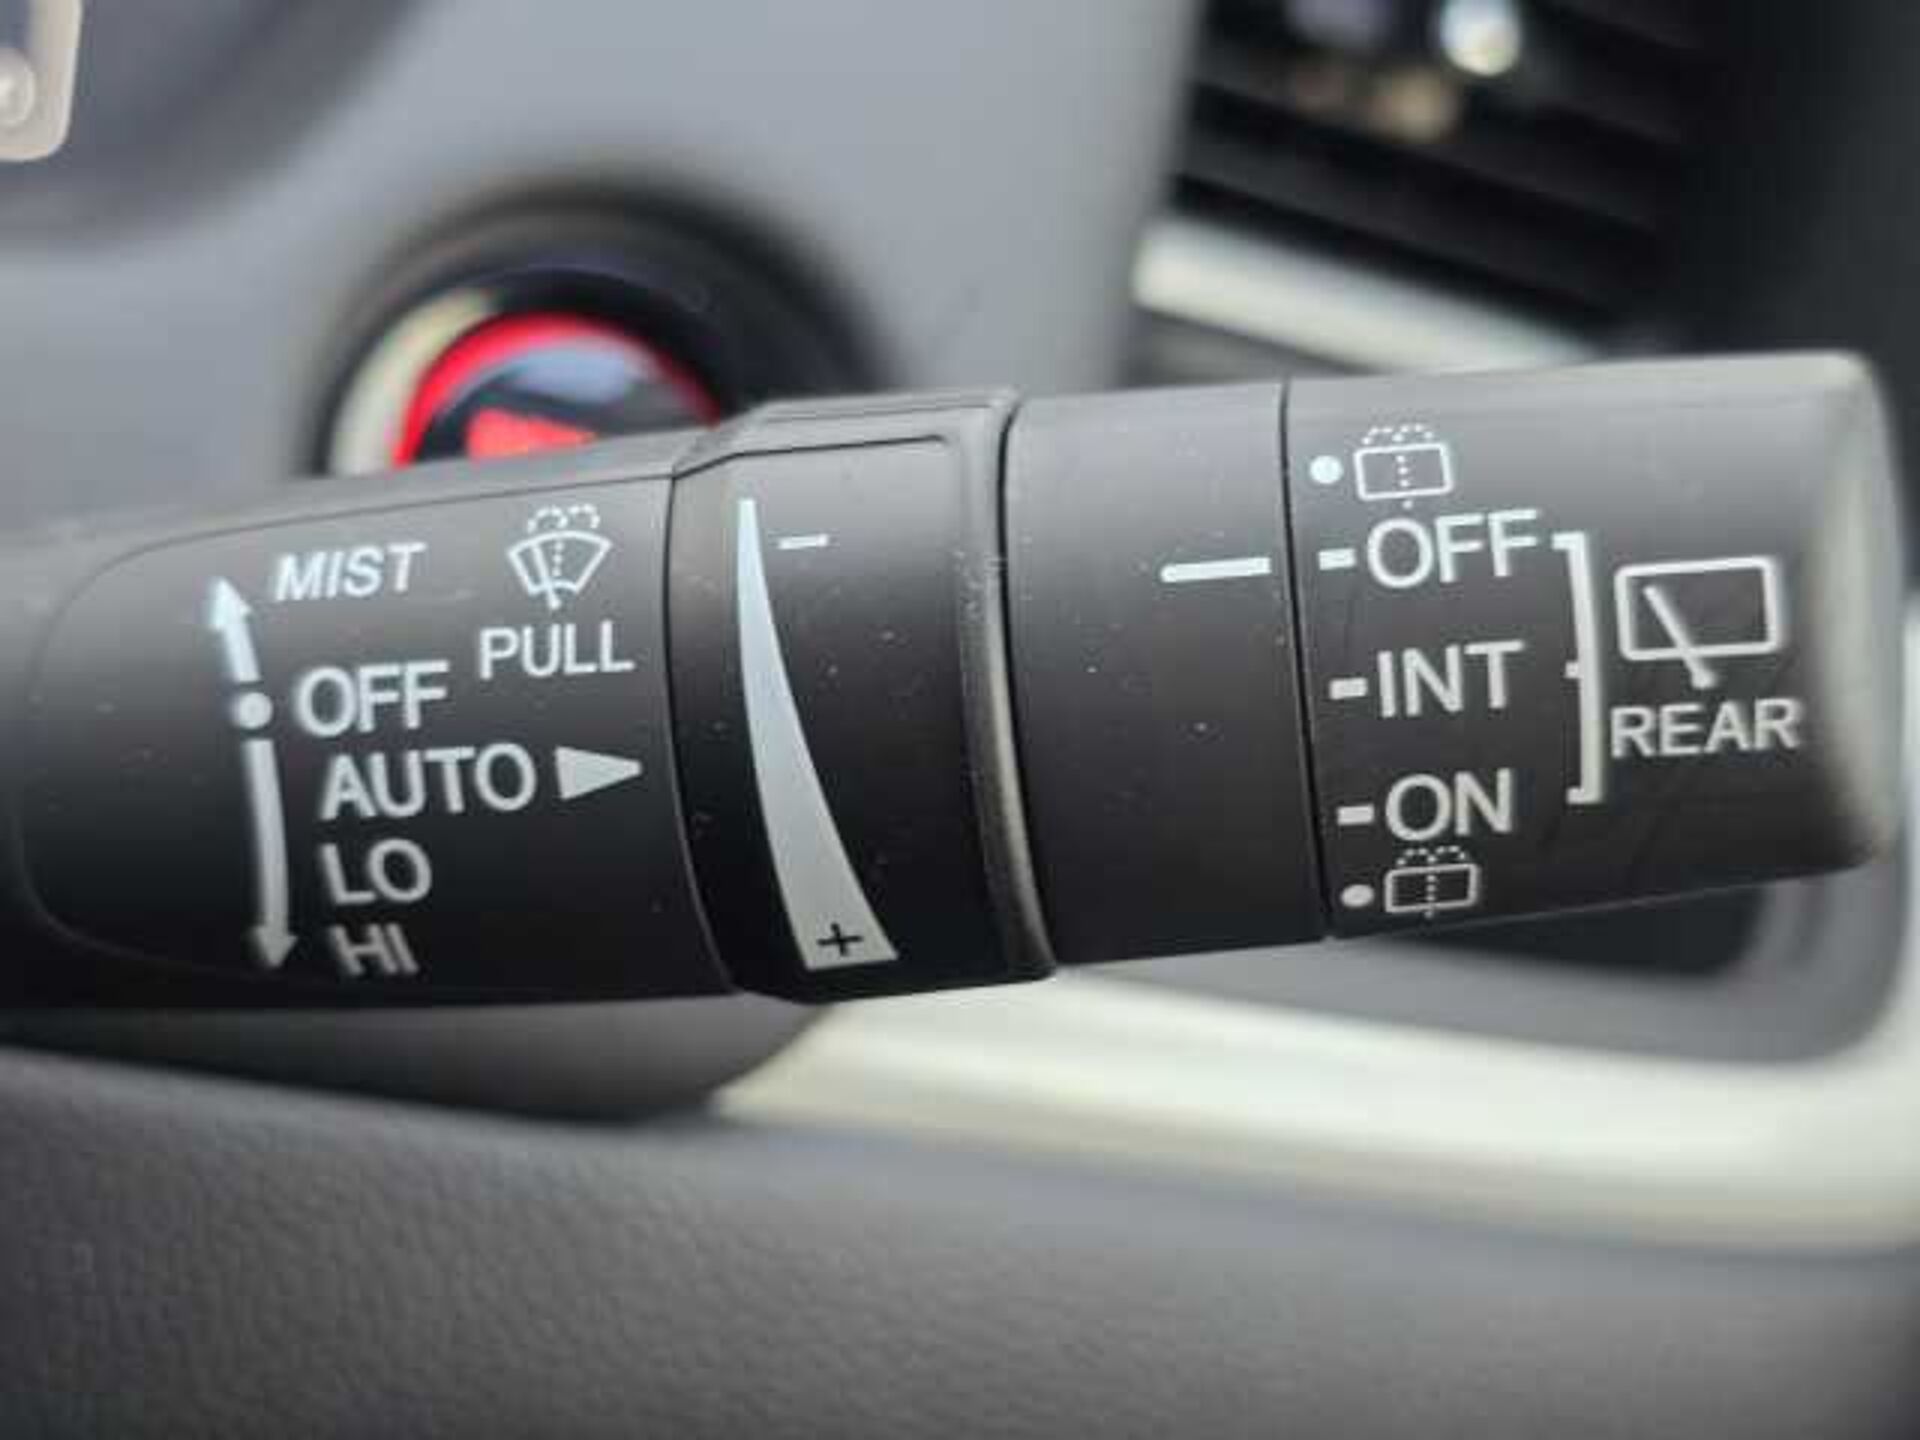 MIST
PULL
OFF
AUTO
LO
HI
-
+
OFF
INT
ON
REAR